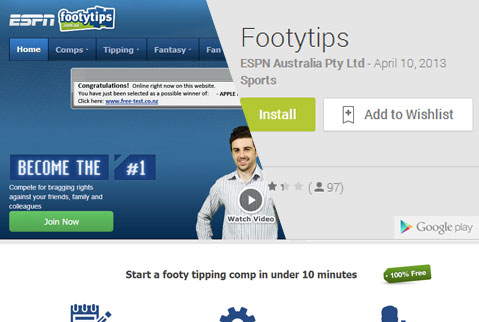 ESPN footytips
.com.au
Home Comps Tipping Fantasy Fan
Congratulations! Online right now on this website.
You have just been selected as a possible winner of: - APPLE
Click here: www.free-test.co.nz
BECOME THE #1
Compete for bragging rights
against your friends, family and
colleagues
Join Now
Watch Video
Footytips
ESPN Australia Pty Ltd - April 10, 2013
Sports
Install
Add to Wishlist
(97)
Google play
Start a footy tipping comp in under 10 minutes
100% Free